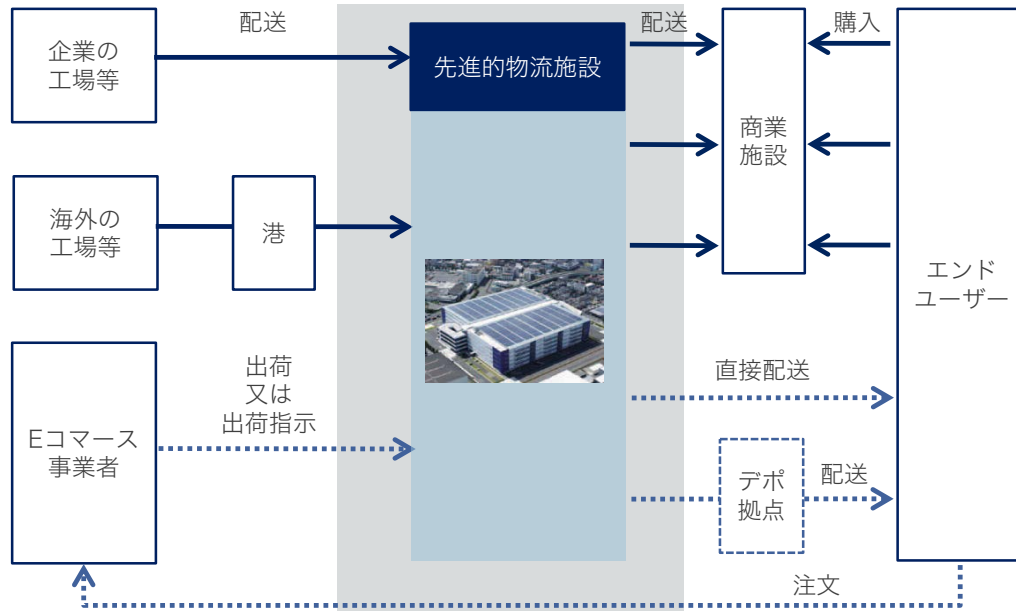 配送
企業の
工場等
先進的物流施設
配送
購入
商業
施設
海外の
工場等
港
エンド
ユーザー
出荷
又は
出荷指示
Eコマース
事業者
直接配送
デポ
拠点
配送
注文